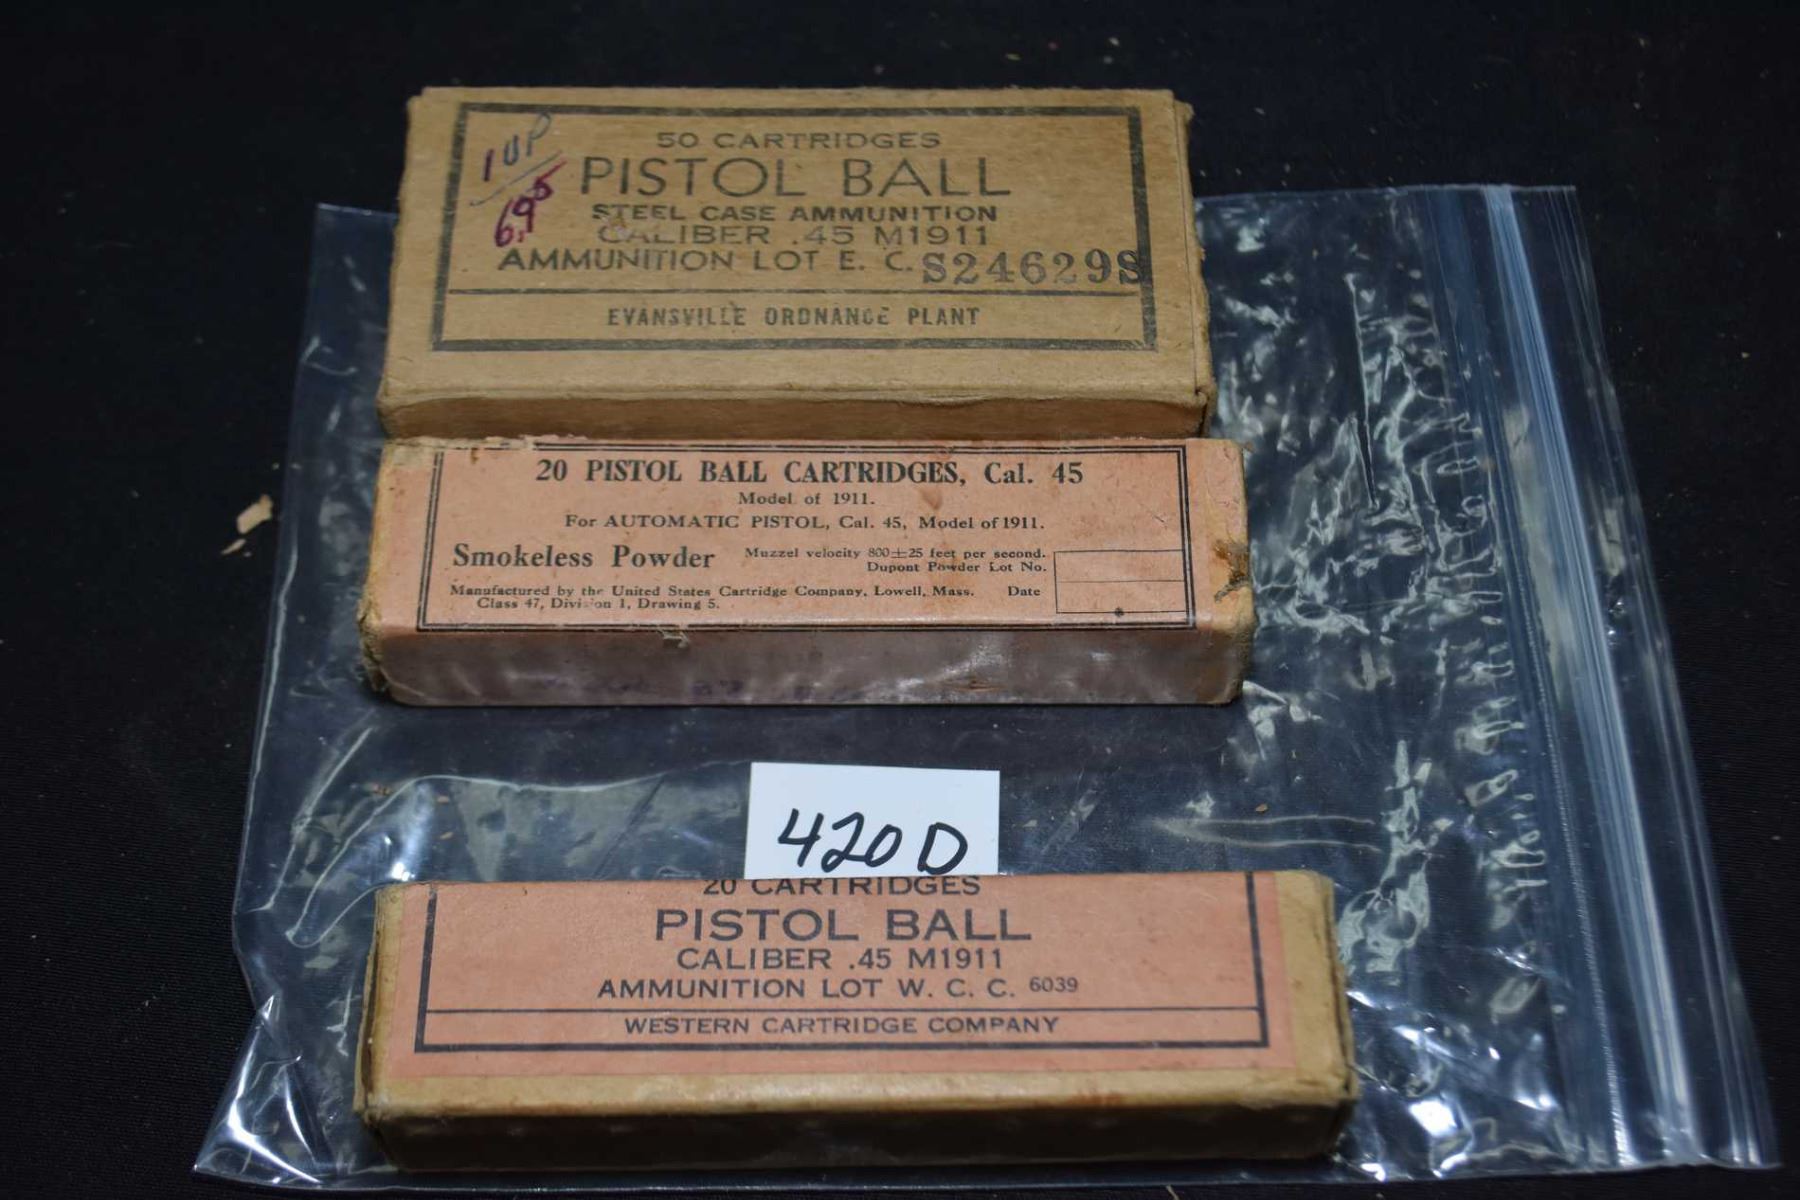 1 UP
6.95
50 CARTRIDGES
PISTOL BALL
STEEL CASE AMMUNITION
CALIBER .45 M1911
AMMUNITION LOT E. C. S24629S
EVANSVILLE ORDNANCE PLANT
20 PISTOL BALL CARTRIDGES, Cal. 45
Model of 1911.
For AUTOMATIC PISTOL, Cal. 45, Model of 1911.
Smokeless Powder Muzzel velocity 800±25 feet per second.
Dupont Powder Lot No.
Manufactured by the United States Cartridge Company, Lowell, Mass. Date
Class 47, Division 1, Drawing 5.
420D
20 CARTRIDGES
PISTOL BALL
CALIBER .45 M1911
AMMUNITION LOT W. C. C. 6039
WESTERN CARTRIDGE COMPANY